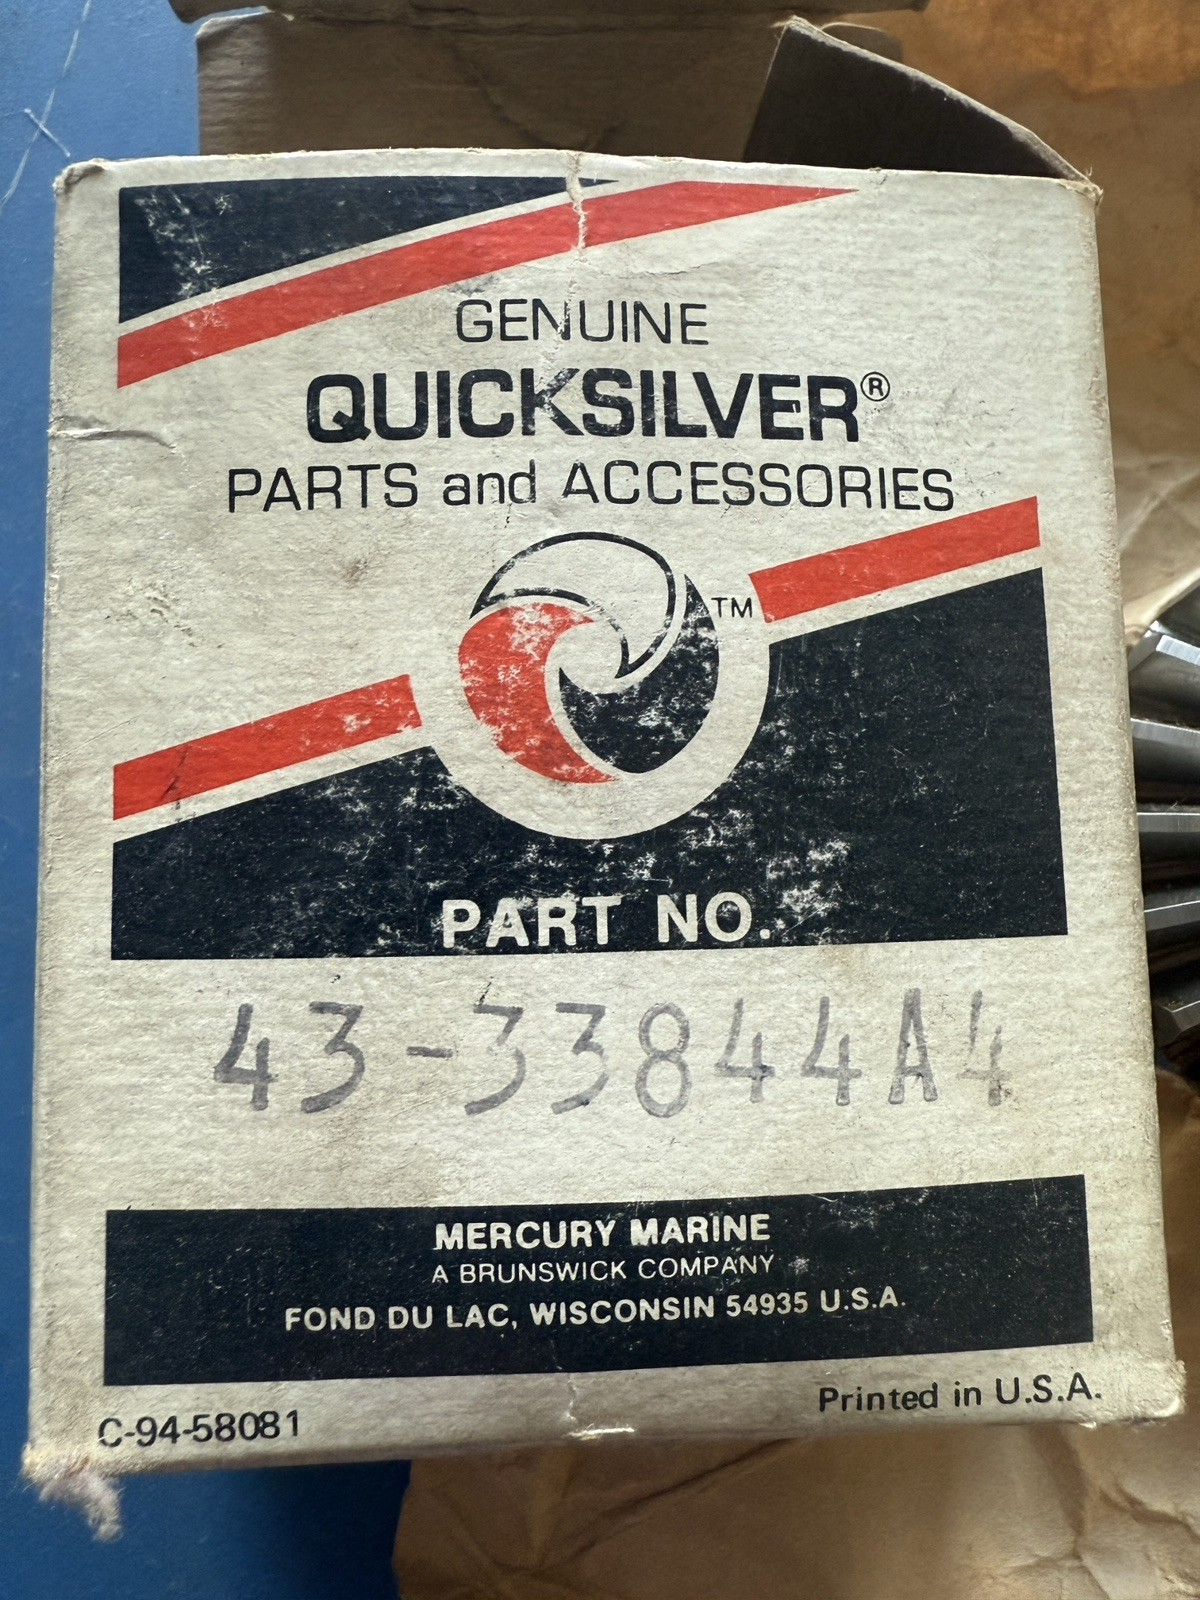 GENUINE
QUICKSILVER®
PARTS and ACCESSORIES
TM
PART NO.
43-33844A4
MERCURY MARINE
A BRUNSWICK COMPANY
FOND DU LAC, WISCONSIN 54935 U.S.A.
Printed in U.S.A.
C-94-58081